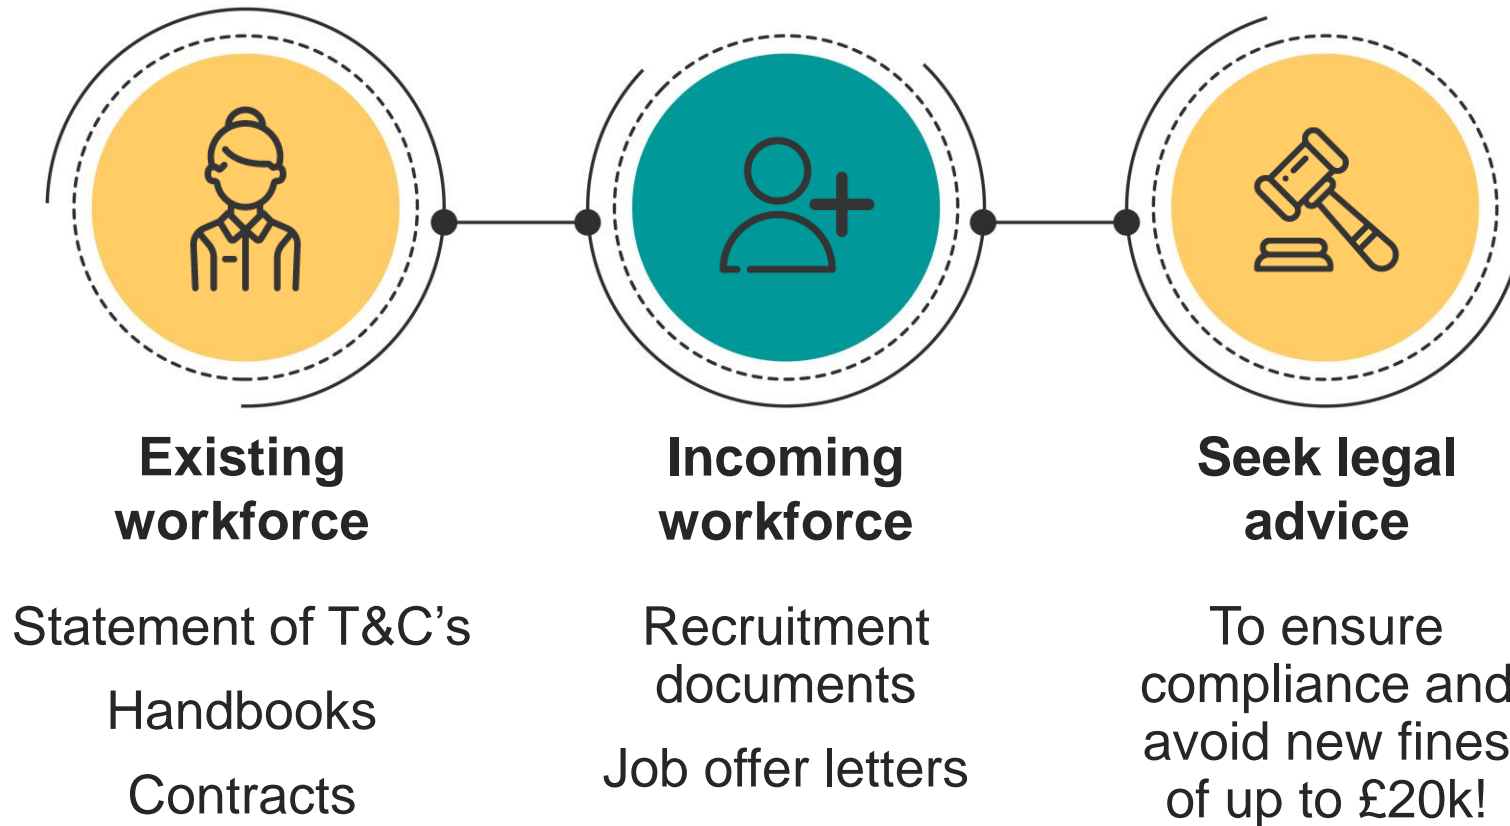 Existing
workforce
Statement of T&C’s
Handbooks
Contracts
Incoming
workforce
Recruitment
documents
Job offer letters
Seek legal
advice
To ensure
compliance and
avoid new fines
of up to £20k!